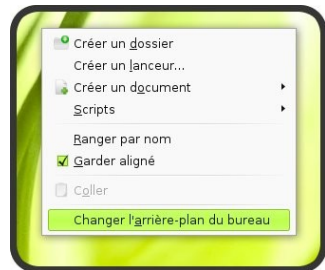 Créer un dossier
Créer un lanceur...
Créer un document
Scripts
Ranger par nom
Garder aligné
Coller
Changer l'arrière-plan du bureau